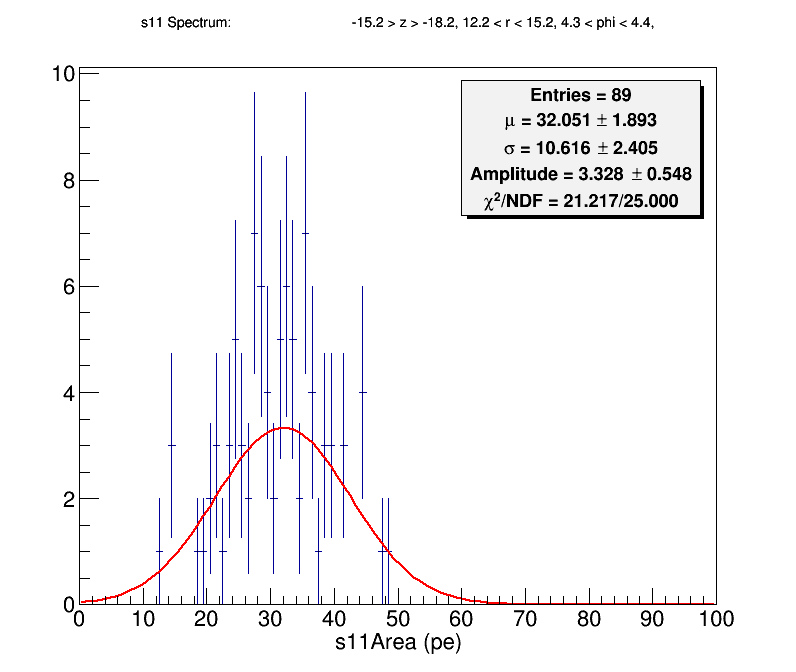 s11 Spectrum: -15.2 > z > -18.2, 12.2 < r < 15.2, 4.3 < phi < 4.4,
Entries = 89
μ = 32.051 ± 1.893
σ = 10.616 ± 2.405
Amplitude = 3.328 ± 0.548
χ²/NDF = 21.217/25.000
10
8
6
4
2
0
0 10 20 30 40 50 60 70 80 90 100
s11Area (pe)